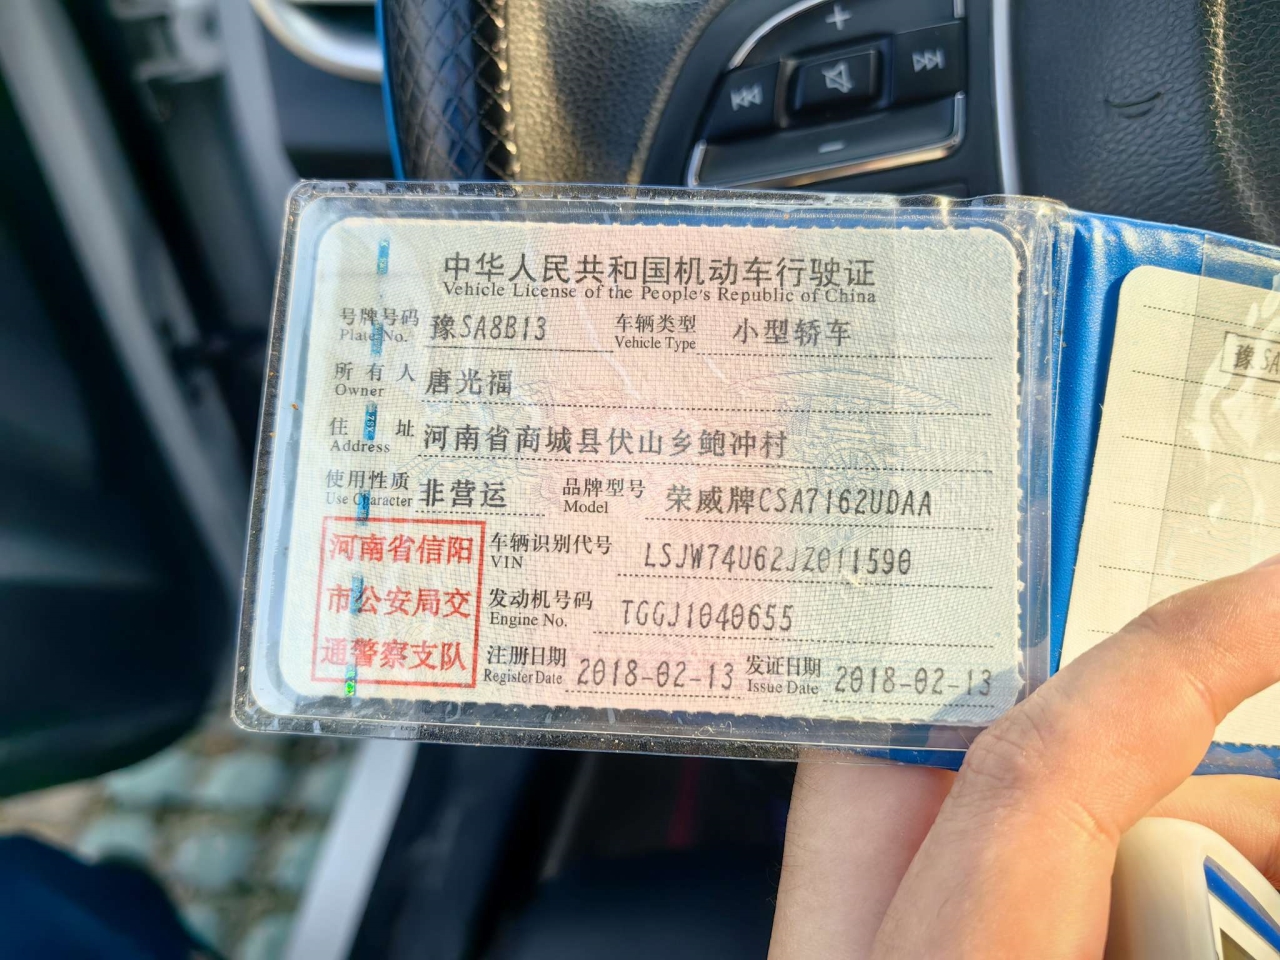 中华人民共和国机动车行驶证
Vehicle License of the People's Republic of China
号牌号码 豫SA8B13 车辆类型 小型轿车
Plate No. Vehicle Type
所有人 唐光福
Owner
住址 河南省商城县伏山乡鲍冲村
Address
使用性质 非营运 品牌型号 荣威牌CSA7162UDAA
Use Character Model
河南省信阳
市公安局交
通警察支队
车辆识别代号 LSJW74U62JZ011590
VIN
发动机号码 TGGJ1040655
Engine No.
注册日期 2018-02-13 发证日期 2018-02-13
Register Date Issue Date
豫SA